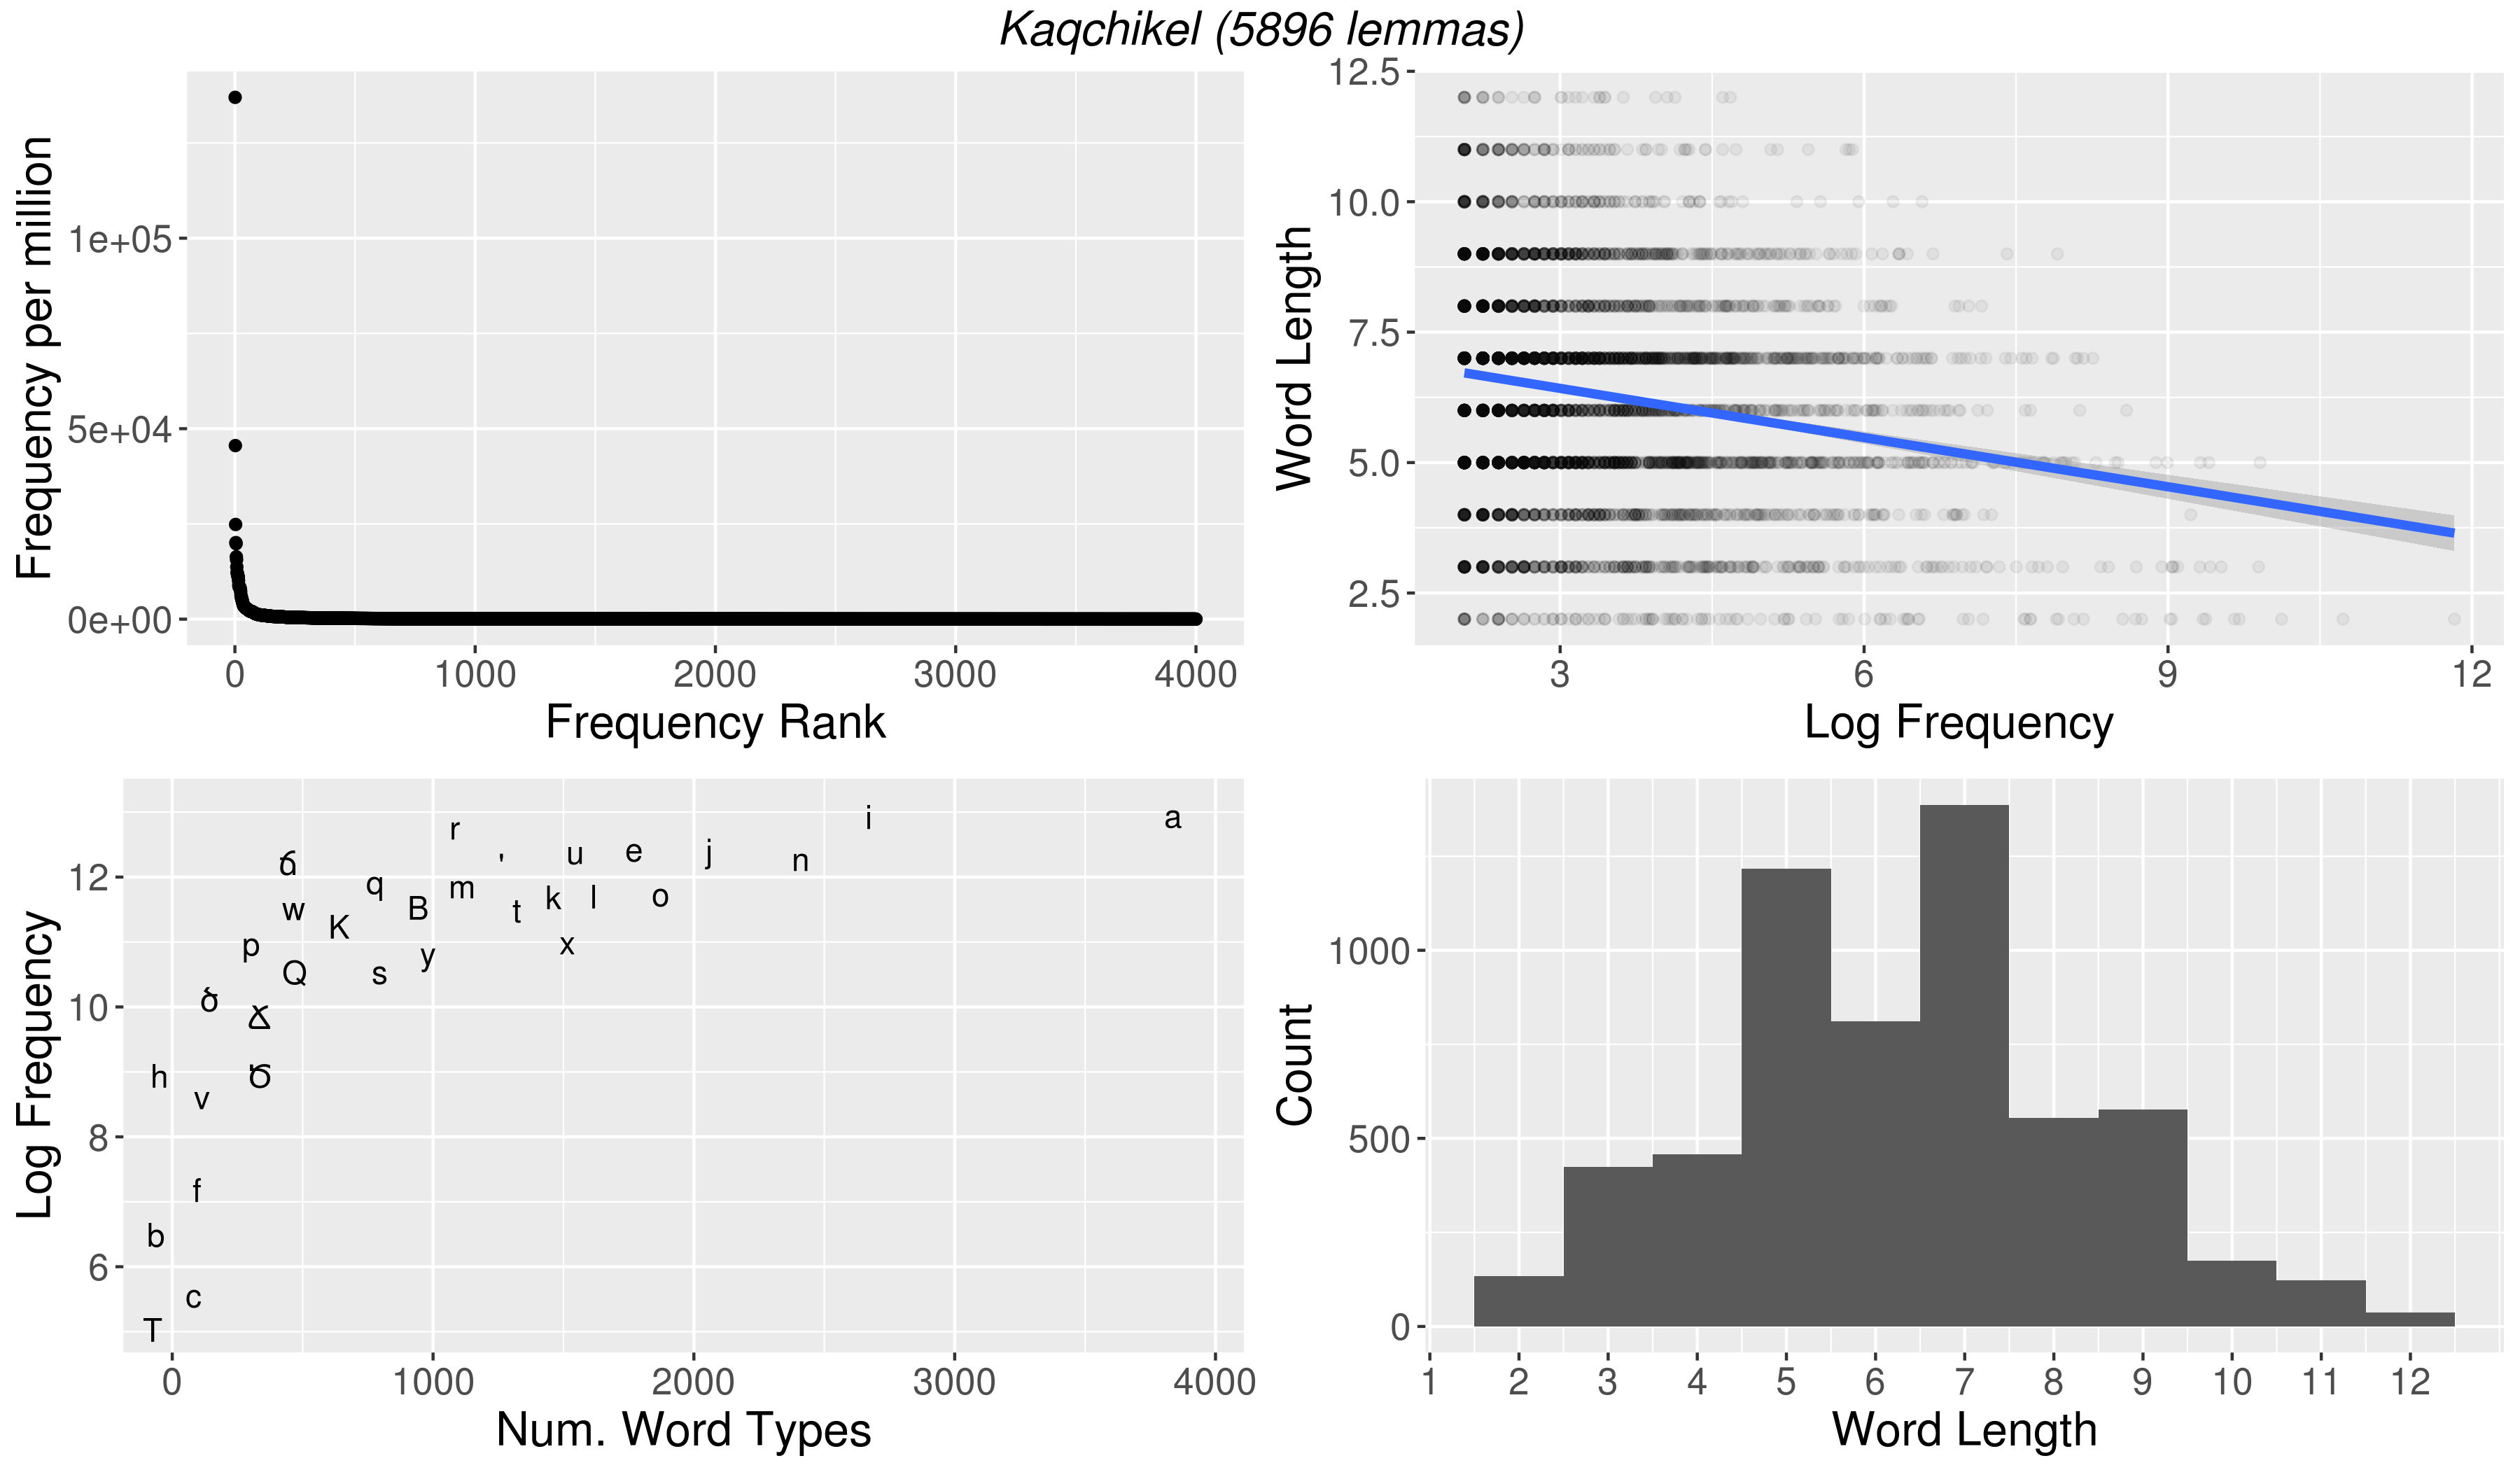 Kaqchikel (5896 lemmas)
Frequency per million
1e+05
5e+04
0e+00
0 1000 2000 3000 4000
Frequency Rank
Word Length
12.5
10.0
7.5
5.0
2.5
3 6 9 12
Log Frequency
Log Frequency
12
10
8
6
i a
r
' u e j n
q m k l o
w B t
K
p y x
Q s
h
v
f
b
c
T
0 1000 2000 3000 4000
Num. Word Types
Count
1000
500
0
1 2 3 4 5 6 7 8 9 10 11 12
Word Length